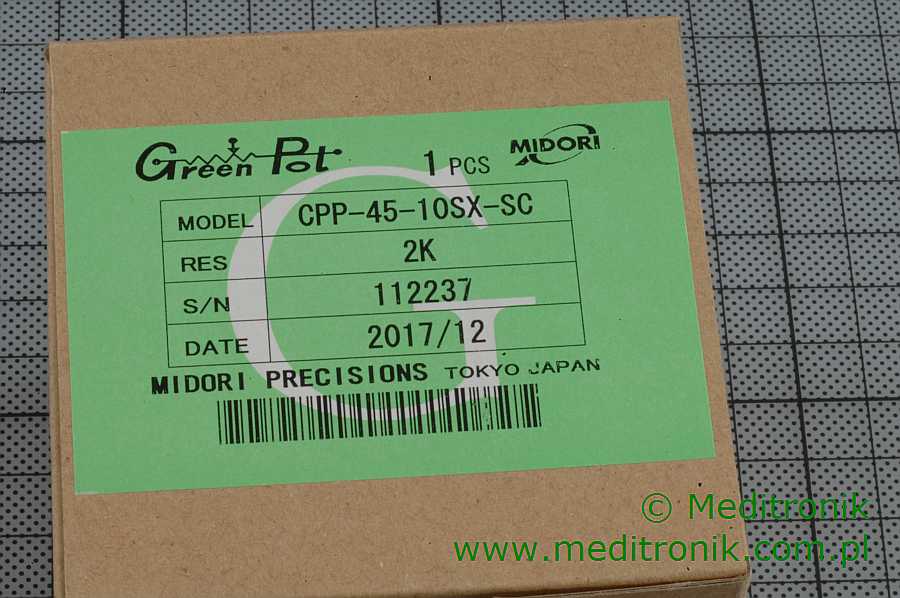 Green Pot 1 PCS MIDORI
MODEL CPP-45-10SX-SC
RES 2K
S/N 112237
DATE 2017/12
MIDORI PRECISIONS TOKYO JAPAN
G
© Meditronik
www.meditronik.com.pl